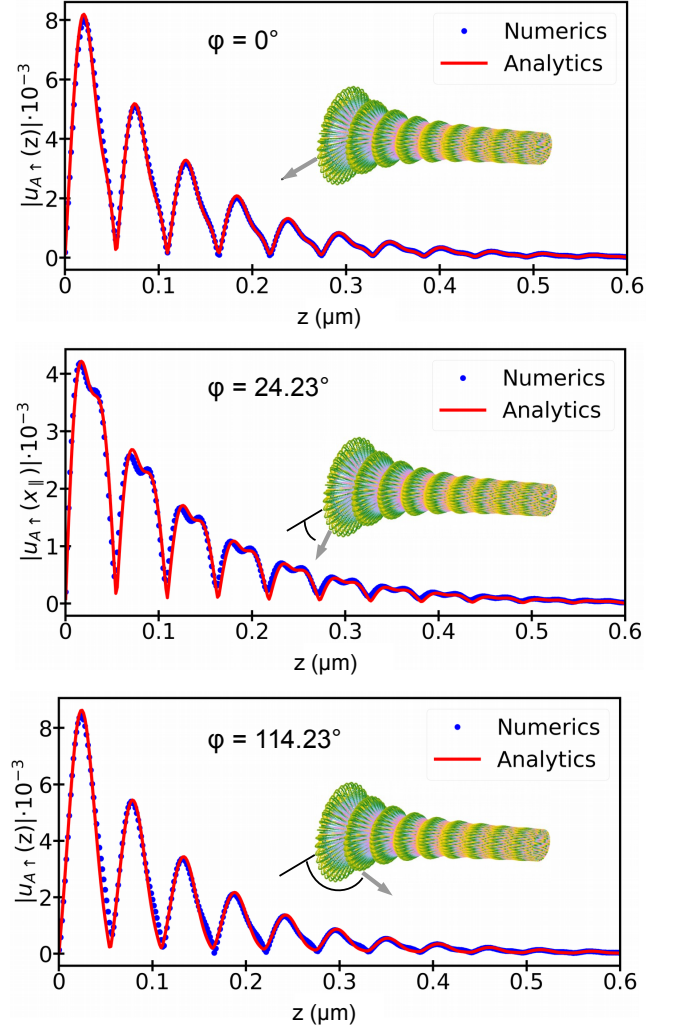 φ = 0°
Numerics
Analytics
|u_{A↑}(z)|·10⁻³
8
6
4
2
0
0 0.1 0.2 0.3 0.4 0.5 0.6
z (μm)
φ = 24.23°
Numerics
Analytics
|u_{A↑}(x_∥)|·10⁻³
4
3
2
1
0
0 0.1 0.2 0.3 0.4 0.5 0.6
z (μm)
φ = 114.23°
Numerics
Analytics
|u_{A↑}(z)|·10⁻³
8
6
4
2
0
0 0.1 0.2 0.3 0.4 0.5 0.6
z (μm)